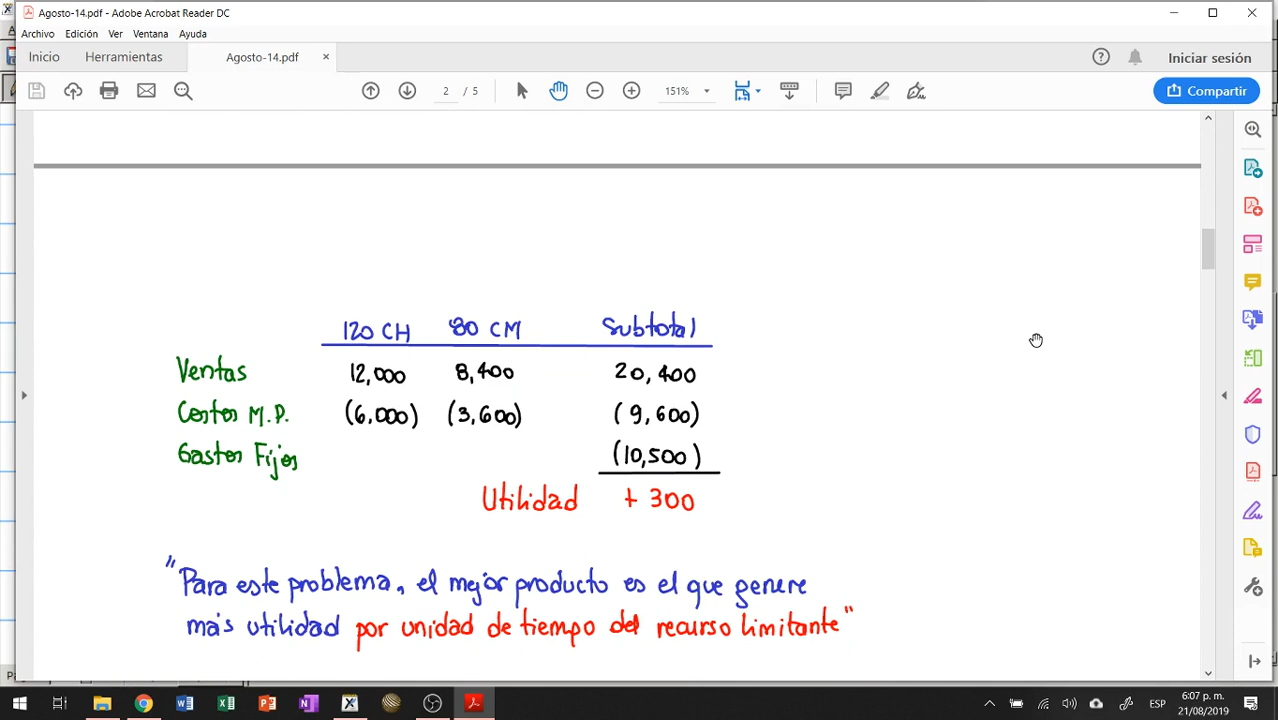 Agosto-14.pdf - Adobe Acrobat Reader DC
Archivo Edición Ver Ventana Ayuda
Inicio Herramientas Agosto-14.pdf × Iniciar sesión
2 / 5 151% Compartir
120 CH 80 CM Subtotal
Ventas 12,000 8,400 20,400
Costos M.P. (6,000) (3,600) (9,600)
Gastos Fijos (10,500)
Utilidad + 300
"Para este problema, el mejor producto es el que genere
más utilidad por unidad de tiempo del recurso limitante"
ESP 6:07 p. m.
21/08/2019